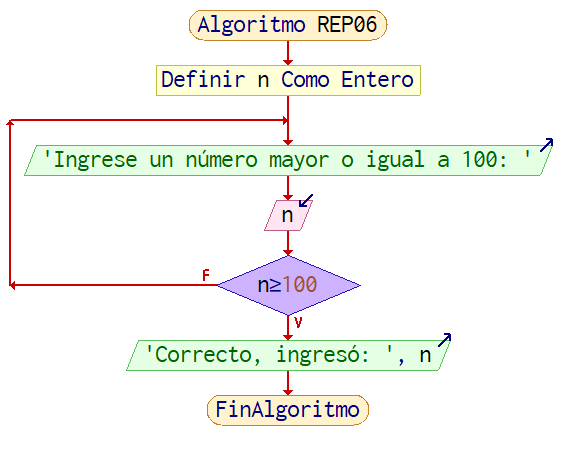 Algoritmo REP06
Definir n Como Entero
'Ingrese un número mayor o igual a 100: '
n
n≥100
F
V
'Correcto, ingresó: ', n
FinAlgoritmo